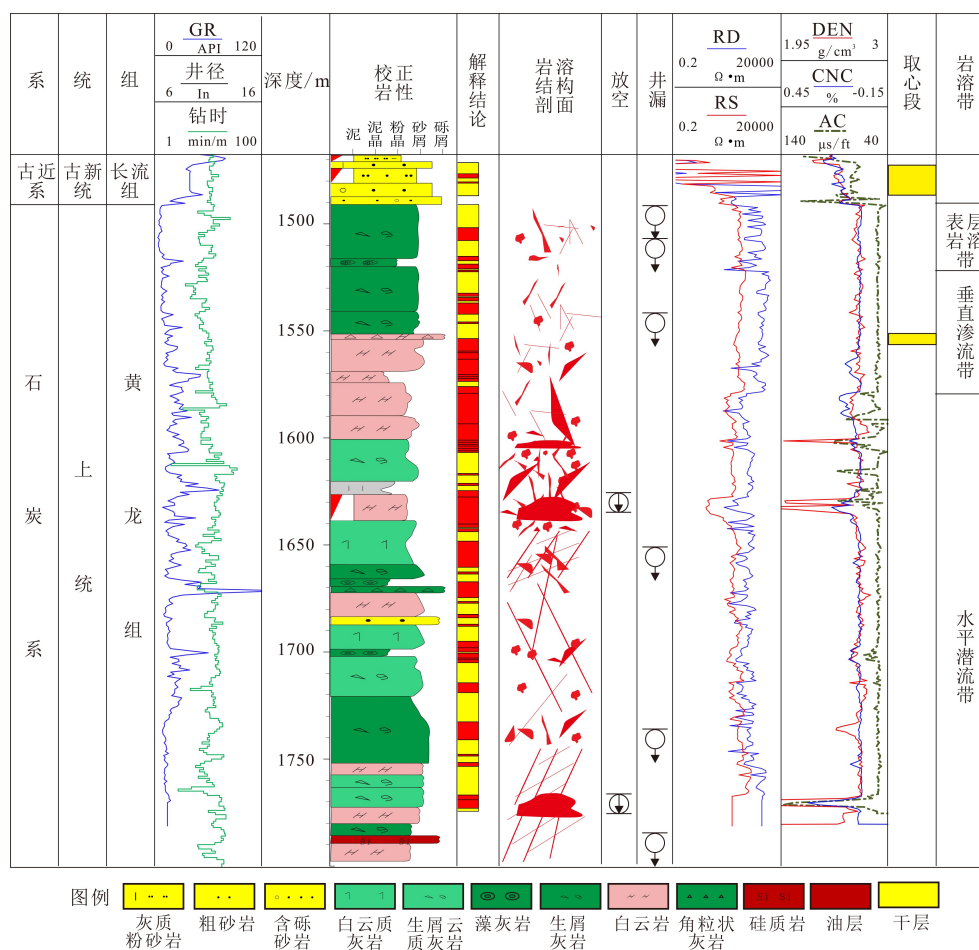 系
统
组
GR
0 API 120
井径
6 In 16
钻时
1 min/m 100
深度/m
校正
岩性
泥 泥晶 粉晶 砂屑 砾屑
解释结论
岩溶
结构
剖面
放空
井漏
RD
0.2 20000
Ω •m
RS
0.2 20000
Ω •m
DEN
1.95 g/cm³ 3
CNC
0.45 % -0.15
AC
140 μs/ft 40
取心段
岩溶带
古近系
古新统
长流组
石炭系
上统
黄龙组
1500
1550
1600
1650
1700
1750
表层岩溶带
垂直渗流带
水平潜流带
图例
灰质粉砂岩
粗砂岩
含砾砂岩
白云质灰岩
生屑云质灰岩
藻灰岩
生屑灰岩
白云岩
角粒状灰岩
硅质岩
油层
干层